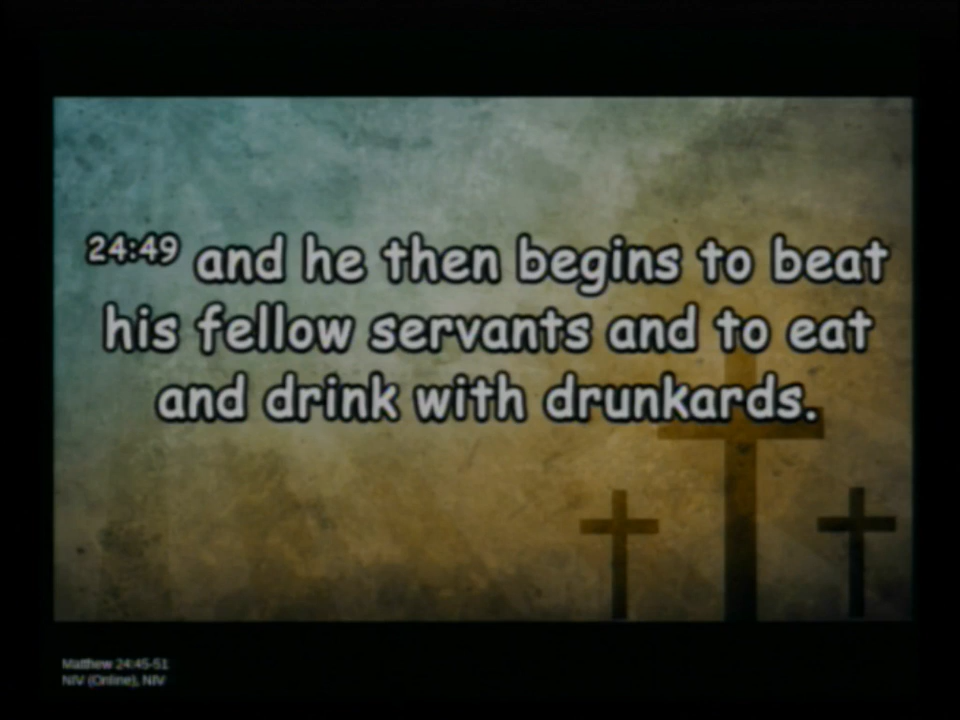 24:49 and he then begins to beat
his fellow servants and to eat
and drink with drunkards.
Matthew 24:45-51
NIV (Online), NIV